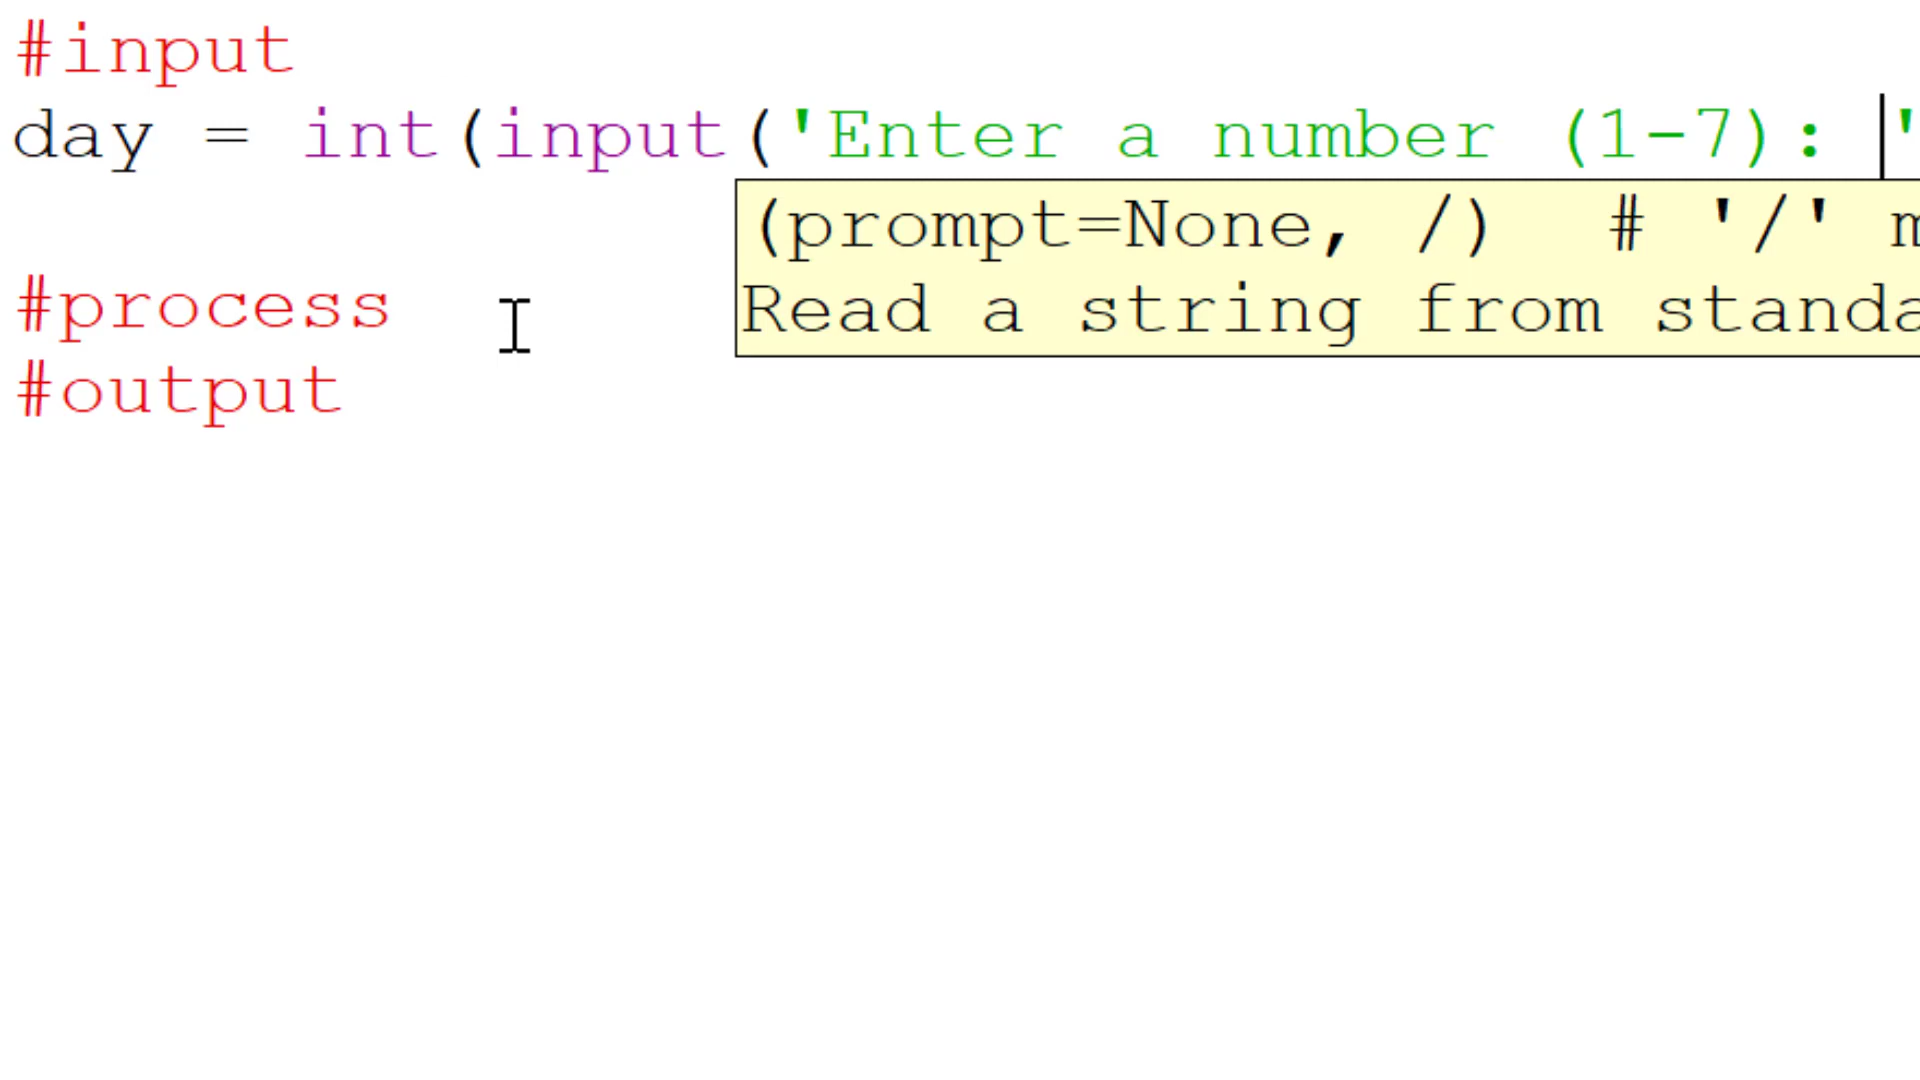 #input
day = int(input('Enter a number (1-7): '
(prompt=None, /)  # '/' m
Read a string from standa
#process
#output